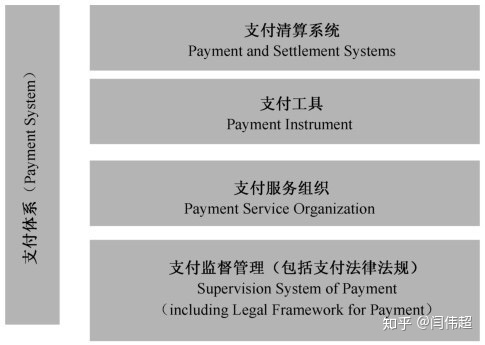 支付体系（Payment System）
支付清算系统
Payment and Settlement Systems
支付工具
Payment Instrument
支付服务组织
Payment Service Organization
支付监督管理（包括支付法律法规）
Supervision System of Payment
（including Legal Framework for Payment）
知乎 @闫伟超